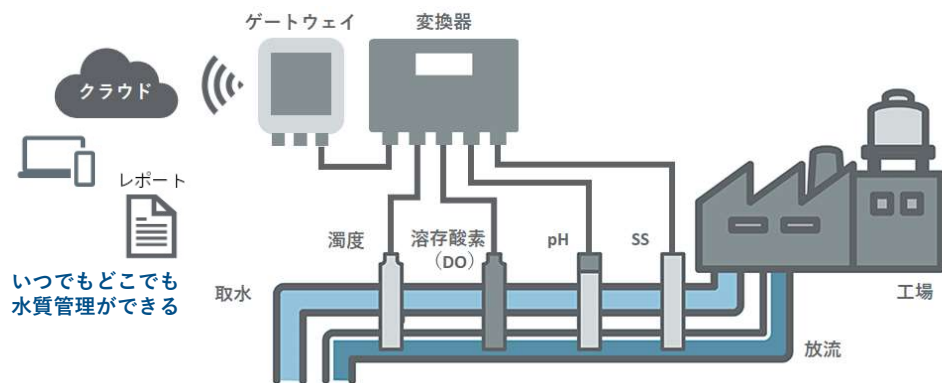 ゲートウェイ
変換器
クラウド
レポート
いつでもどこでも
水質管理ができる
濁度
溶存酸素
（DO）
pH
SS
取水
工場
放流